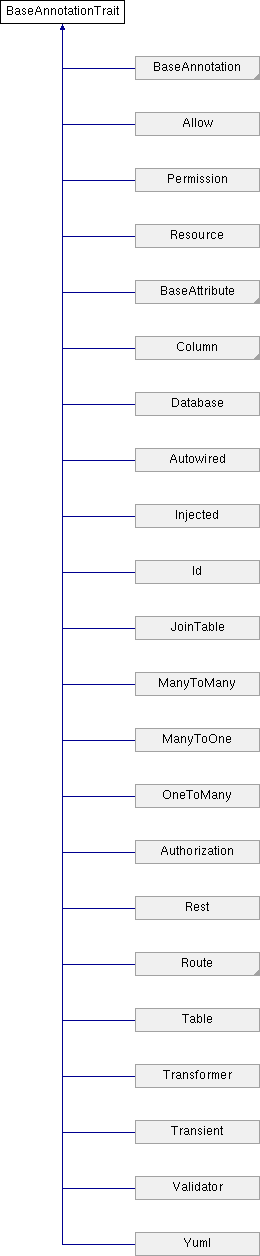 BaseAnnotationTrait
BaseAnnotation
Allow
Permission
Resource
BaseAttribute
Column
Database
Autowired
Injected
Id
JoinTable
ManyToMany
ManyToOne
OneToMany
Authorization
Rest
Route
Table
Transformer
Transient
Validator
Yuml